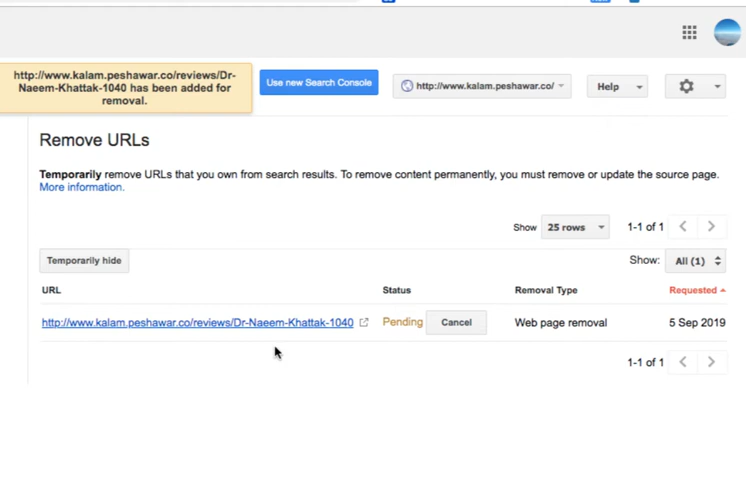 http://www.kalam.peshawar.co/reviews/Dr-
Naeem-Khattak-1040 has been added for
removal.
Use new Search Console
http://www.kalam.peshawar.co/
Help
Remove URLs
Temporarily remove URLs that you own from search results. To remove content permanently, you must remove or update the source page.
More information.
Show 25 rows 1-1 of 1
Temporarily hide Show: All (1)
URL Status Removal Type Requested
http://www.kalam.peshawar.co/reviews/Dr-Naeem-Khattak-1040 Pending Cancel Web page removal 5 Sep 2019
1-1 of 1